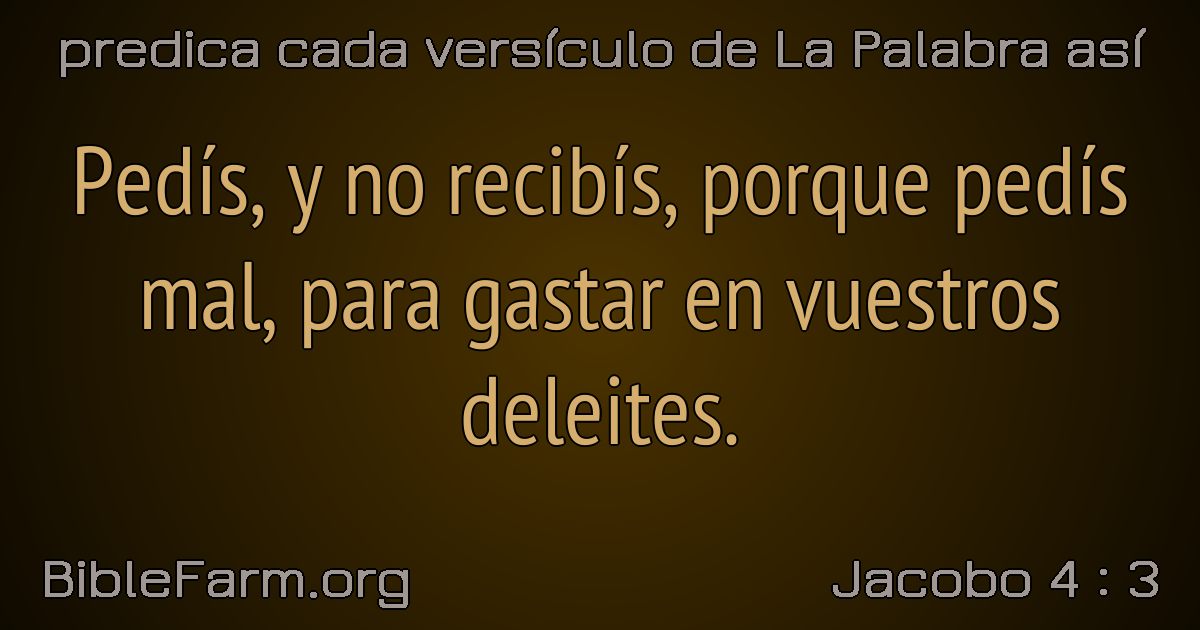 predica cada versículo de La Palabra así
Pedís, y no recibís, porque pedís
mal, para gastar en vuestros
deleites.
BibleFarm.org
Jacobo 4 : 3